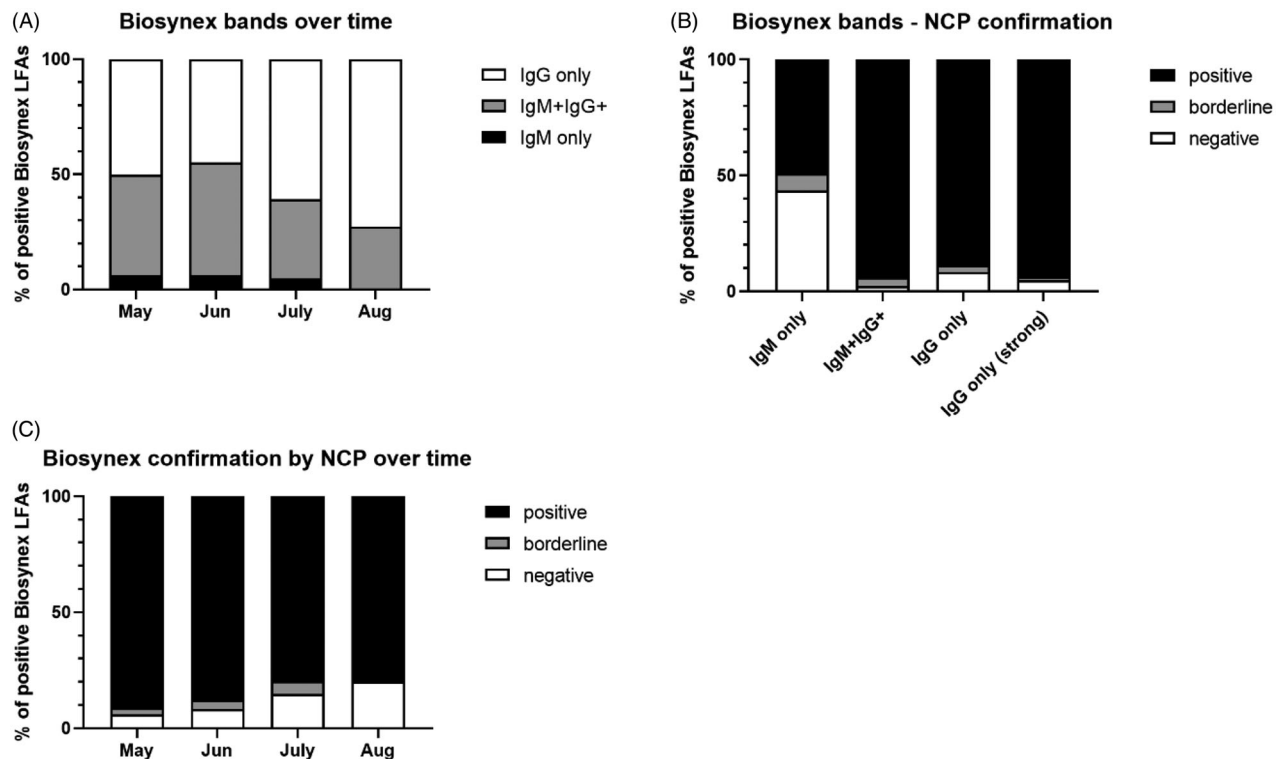 (A)
Biosynex bands over time
% of positive Biosynex LFAs
100
50
0
May Jun July Aug
IgG only
IgM+IgG+
IgM only
(B)
Biosynex bands - NCP confirmation
% of positive Biosynex LFAs
100
50
0
IgM only
IgM+IgG+
IgG only
IgG only (strong)
positive
borderline
negative
(C)
Biosynex confirmation by NCP over time
% of positive Biosynex LFAs
100
50
0
May Jun July Aug
positive
borderline
negative